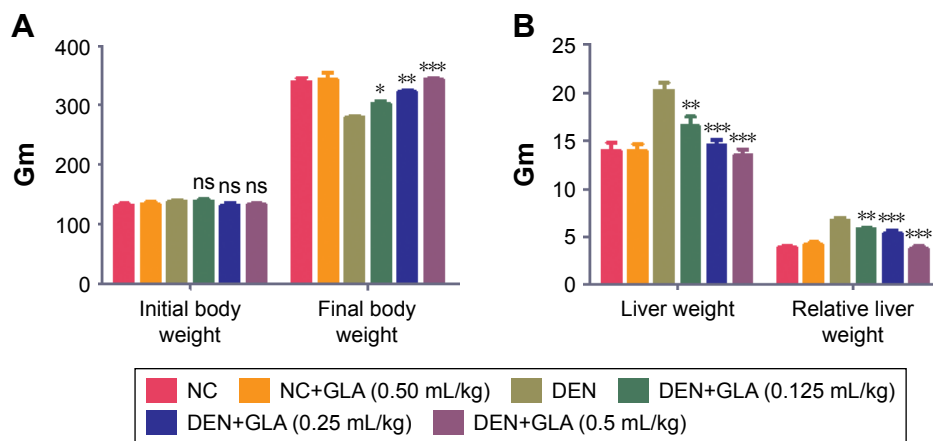 A
Gm
400
300
200
100
0
ns
ns
ns
*
**
***
Initial body
weight
Final body
weight
B
Gm
25
20
15
10
5
0
**
***
***
**
***
***
Liver weight
Relative liver
weight
NC
NC+GLA (0.50 mL/kg)
DEN
DEN+GLA (0.125 mL/kg)
DEN+GLA (0.25 mL/kg)
DEN+GLA (0.5 mL/kg)